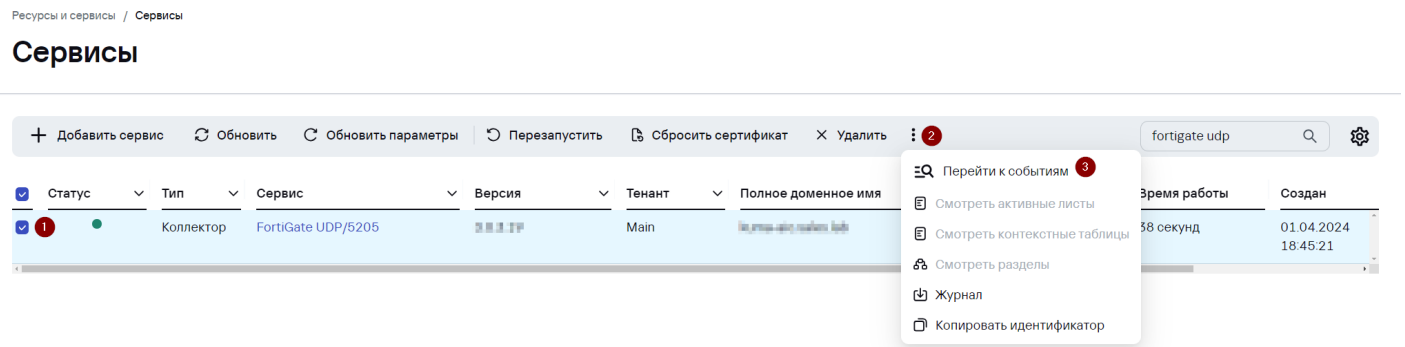 Ресурсы и сервисы / Сервисы
Сервисы
Добавить сервис Обновить Обновить параметры Перезапустить Сбросить сертификат Удалить 2 fortigate udp
Перейти к событиям 3
Статус Тип Сервис Версия Тенант Полное доменное имя Время работы Создан
Смотреть активные листы
1 Коллектор FortiGate UDP/5205 Main 38 секунд 01.04.2024
18:45:21
Смотреть контекстные таблицы
Смотреть разделы
Журнал
Копировать идентификатор